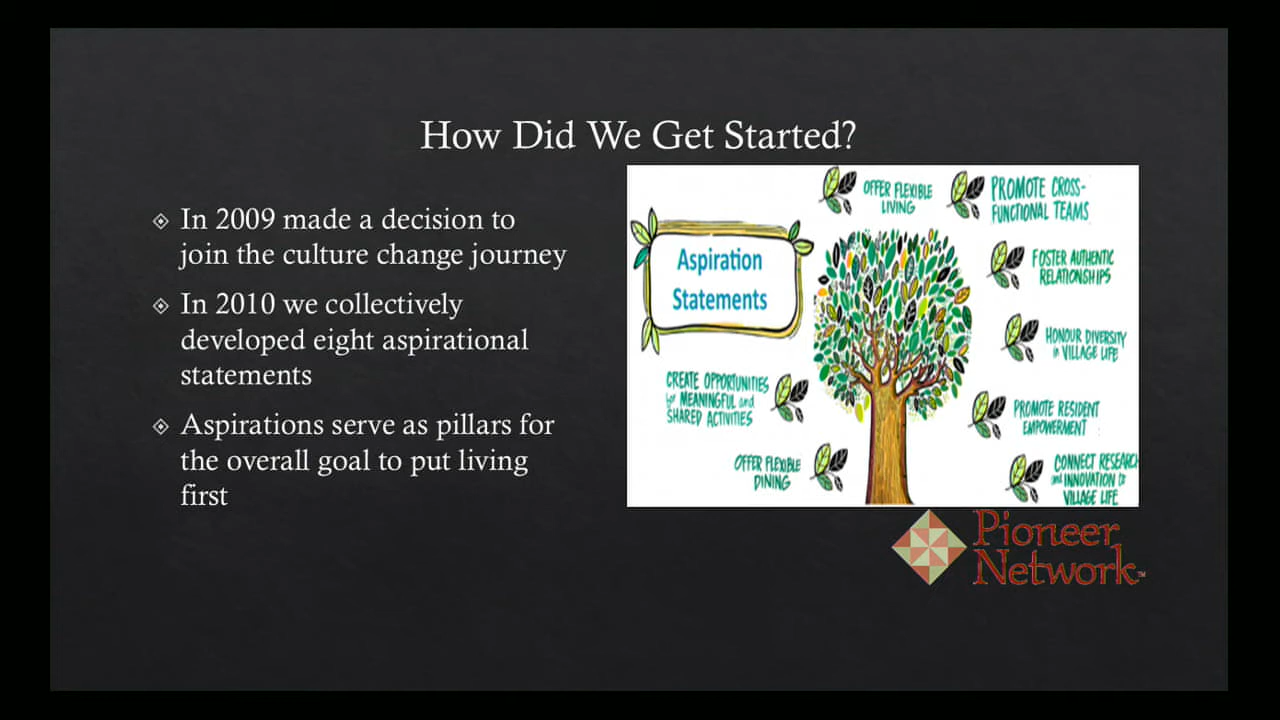 How Did We Get Started?
In 2009 made a decision to
join the culture change journey
In 2010 we collectively
developed eight aspirational
statements
Aspirations serve as pillars for
the overall goal to put living
first
Aspiration
Statements
OFFER FLEXIBLE
LIVING
PROMOTE CROSS-
FUNCTIONAL TEAMS
FOSTER AUTHENTIC
RELATIONSHIPS
HONOUR DIVERSITY
in VILLAGE LIFE
CREATE OPPORTUNITIES
for MEANINGFUL and
SHARED ACTIVITIES
PROMOTE RESIDENT
EMPOWERMENT
OFFER FLEXIBLE
DINING
CONNECT RESEARCH
and INNOVATION to
VILLAGE LIFE
Pioneer
Network™